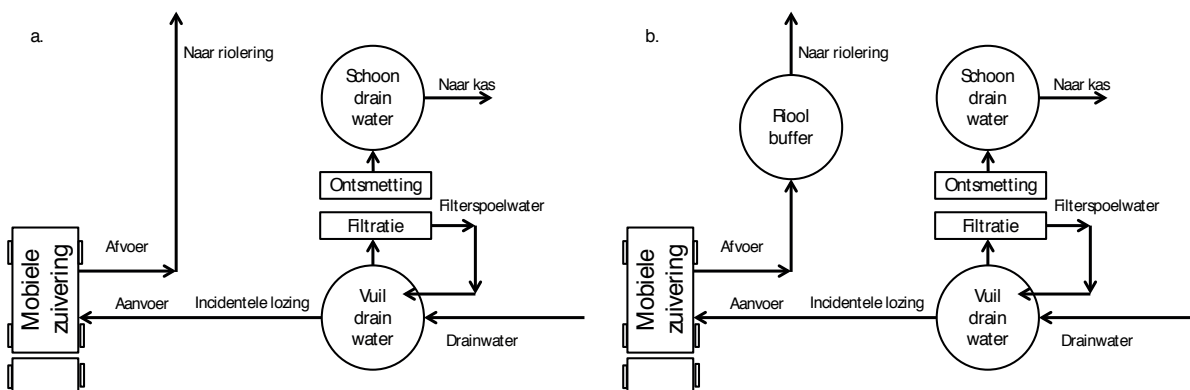 a.
Naar riolering
Schoon
drain
water
Naar kas
Ontsmetting
Filterspoelwater
Filtratie
Mobiele
zuivering
Afvoer
Aanvoer
Incidentele lozing
Vuil
drain
water
Drainwater
b.
Naar riolering
Riool
buffer
Schoon
drain
water
Naar kas
Ontsmetting
Filterspoelwater
Filtratie
Mobiele
zuivering
Afvoer
Aanvoer
Incidentele lozing
Vuil
drain
water
Drainwater